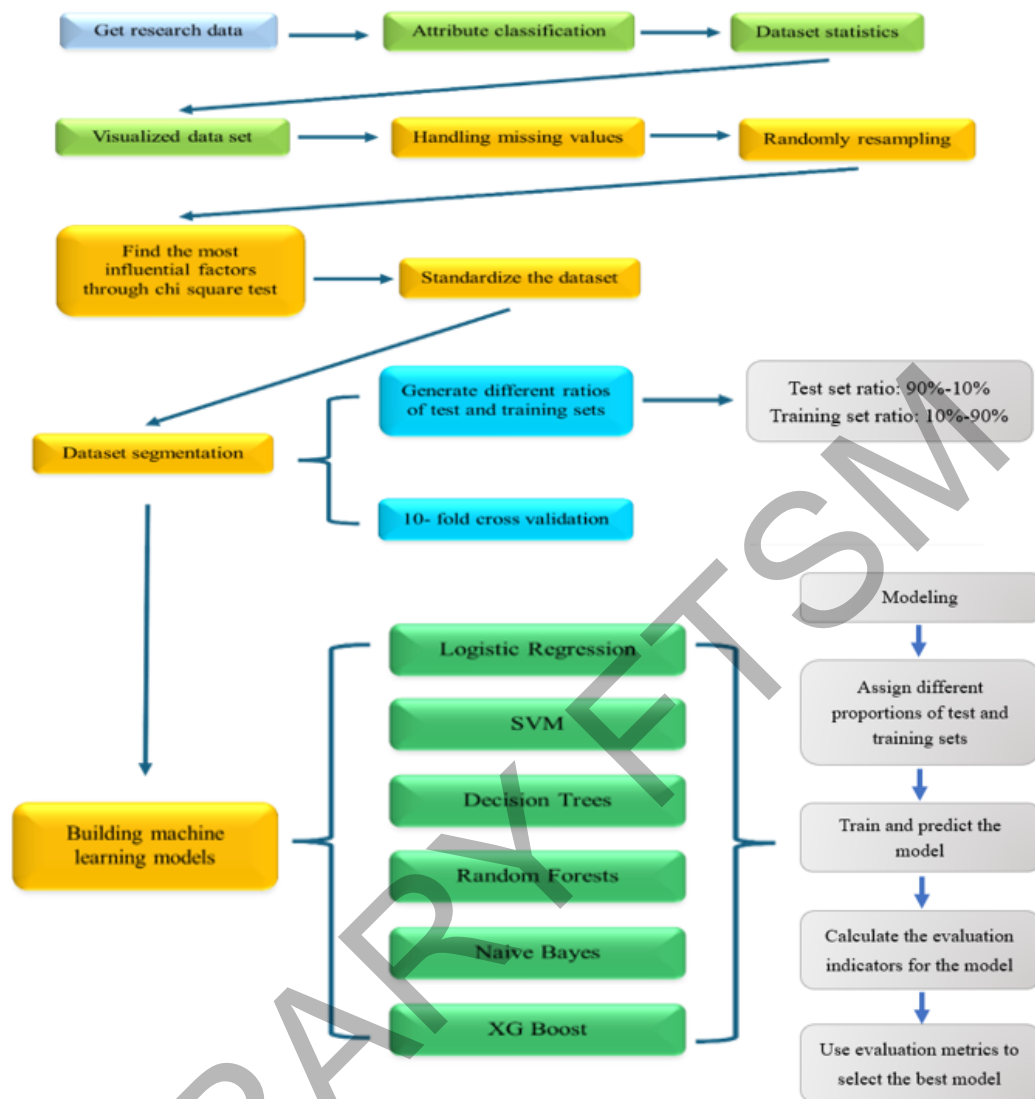 Get research data
Attribute classification
Dataset statistics
Visualized data set
Handling missing values
Randomly resampling
Find the most
influential factors
through chi square test
Standardize the dataset
Generate different ratios
of test and training sets
Test set ratio: 90%-10%
Training set ratio: 10%-90%
Dataset segmentation
10- fold cross validation
Building machine
learning models
Logistic Regression
SVM
Decision Trees
Random Forests
Naive Bayes
XG Boost
Modeling
Assign different
proportions of test and
training sets
Train and predict the
model
Calculate the evaluation
indicators for the model
Use evaluation metrics to
select the best model
PARY FTSM